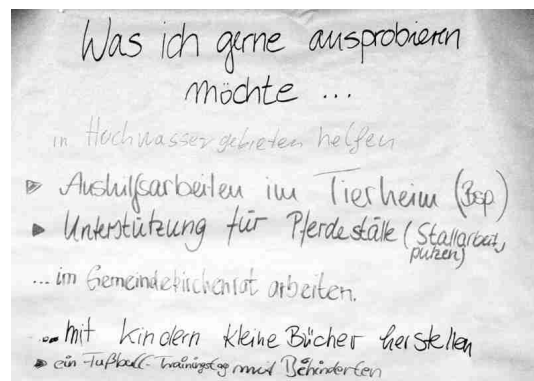 Was ich gerne ausprobieren
möchte ...
in Hochwassergebieten helfen
▹ Aushilfsarbeiten im Tierheim (Bsp.)
▸ Unterstützung für Pferdeställe (Stallarbeit,
putzen)
...im Gemeindekirchenrat arbeiten.
...mit Kindern kleine Bücher herstellen
▸ ein Fußball-Trainingstag mit Behinderten